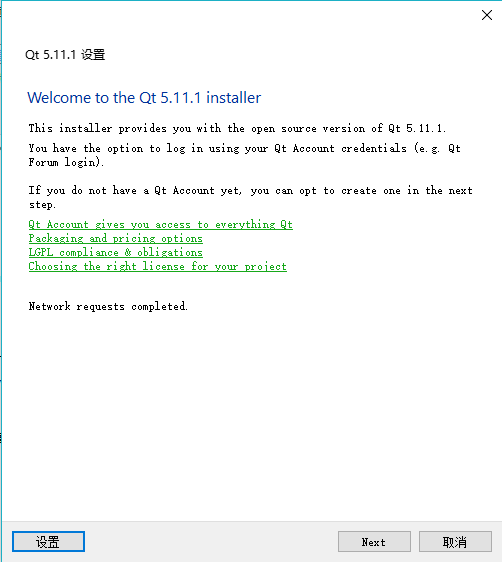 Qt 5.11.1 设置
Welcome to the Qt 5.11.1 installer
This installer provides you with the open source version of Qt 5.11.1.
You have the option to log in using your Qt Account credentials (e.g. Qt
Forum login).
If you do not have a Qt Account yet, you can opt to create one in the next
step.
Qt Account gives you access to everything Qt
Packaging and pricing options
LGPL compliance & obligations
Choosing the right license for your project
Network requests completed.
设置 Next 取消